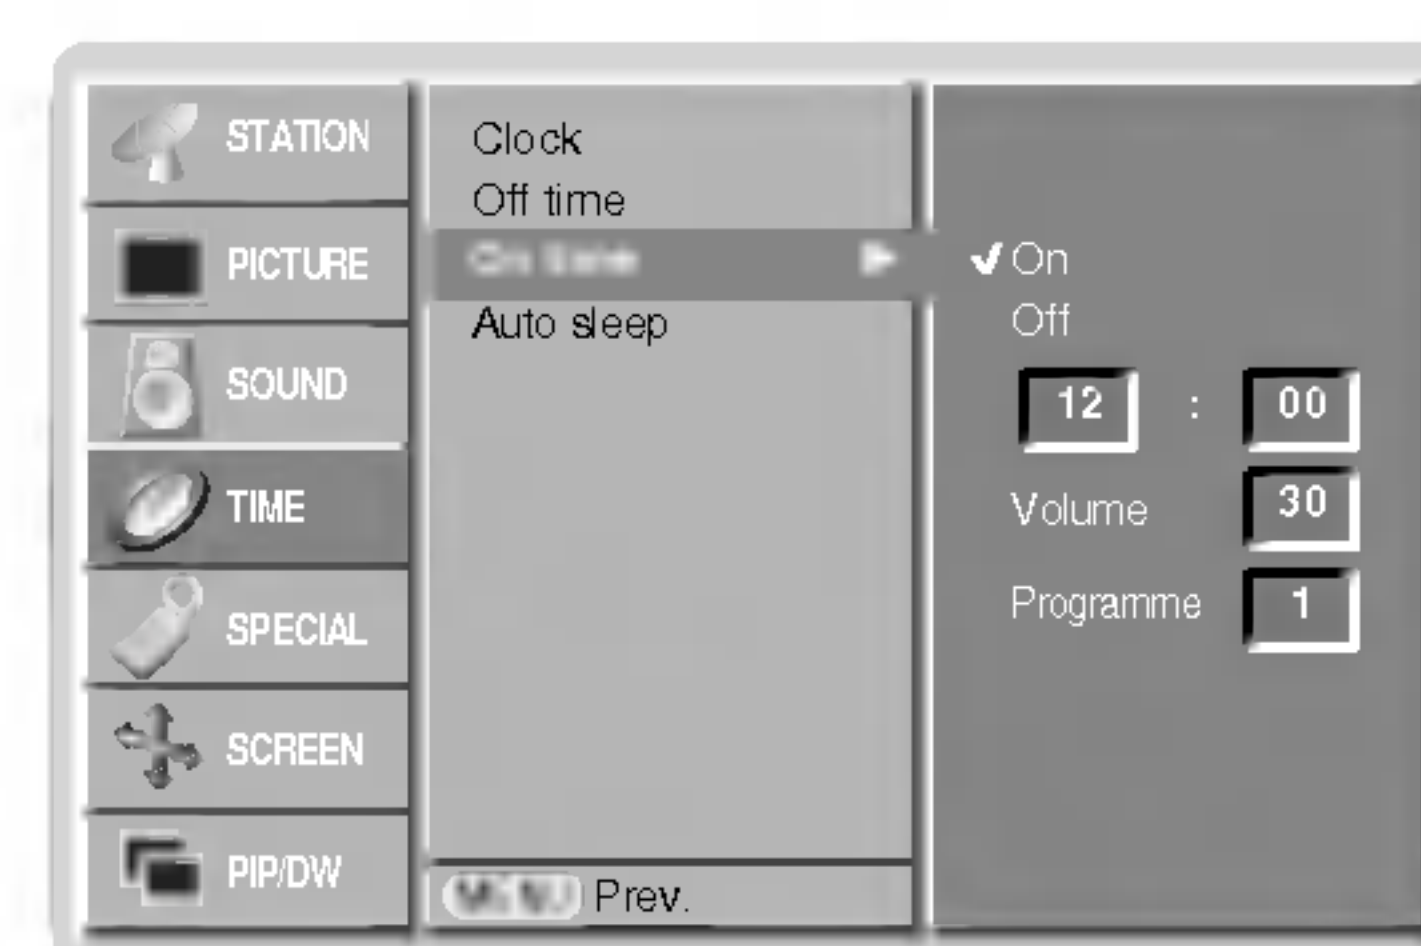 STATION
PICTURE
SOUND
TIME
SPECIAL
SCREEN
PIP/DW
Clock
Off time
Auto sleep
Prev.
On
Off
12 : 00
Volume 30
Programme 1